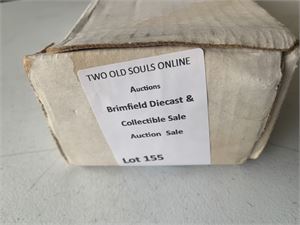 TWO OLD SOULS ONLINE
Auctions
Brimfield Diecast &
Collectible Sale
Auction Sale
Lot 155